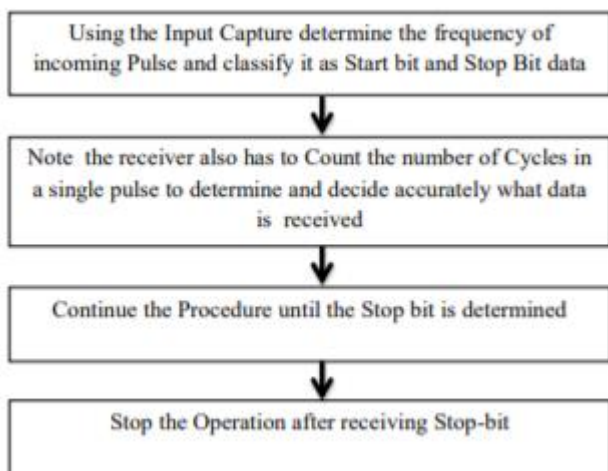 Using the Input Capture determine the frequency of
incoming Pulse and classify it as Start bit and Stop Bit data
Note the receiver also has to Count the number of Cycles in
a single pulse to determine and decide accurately what data
is received
Continue the Procedure until the Stop bit is determined
Stop the Operation after receiving Stop-bit